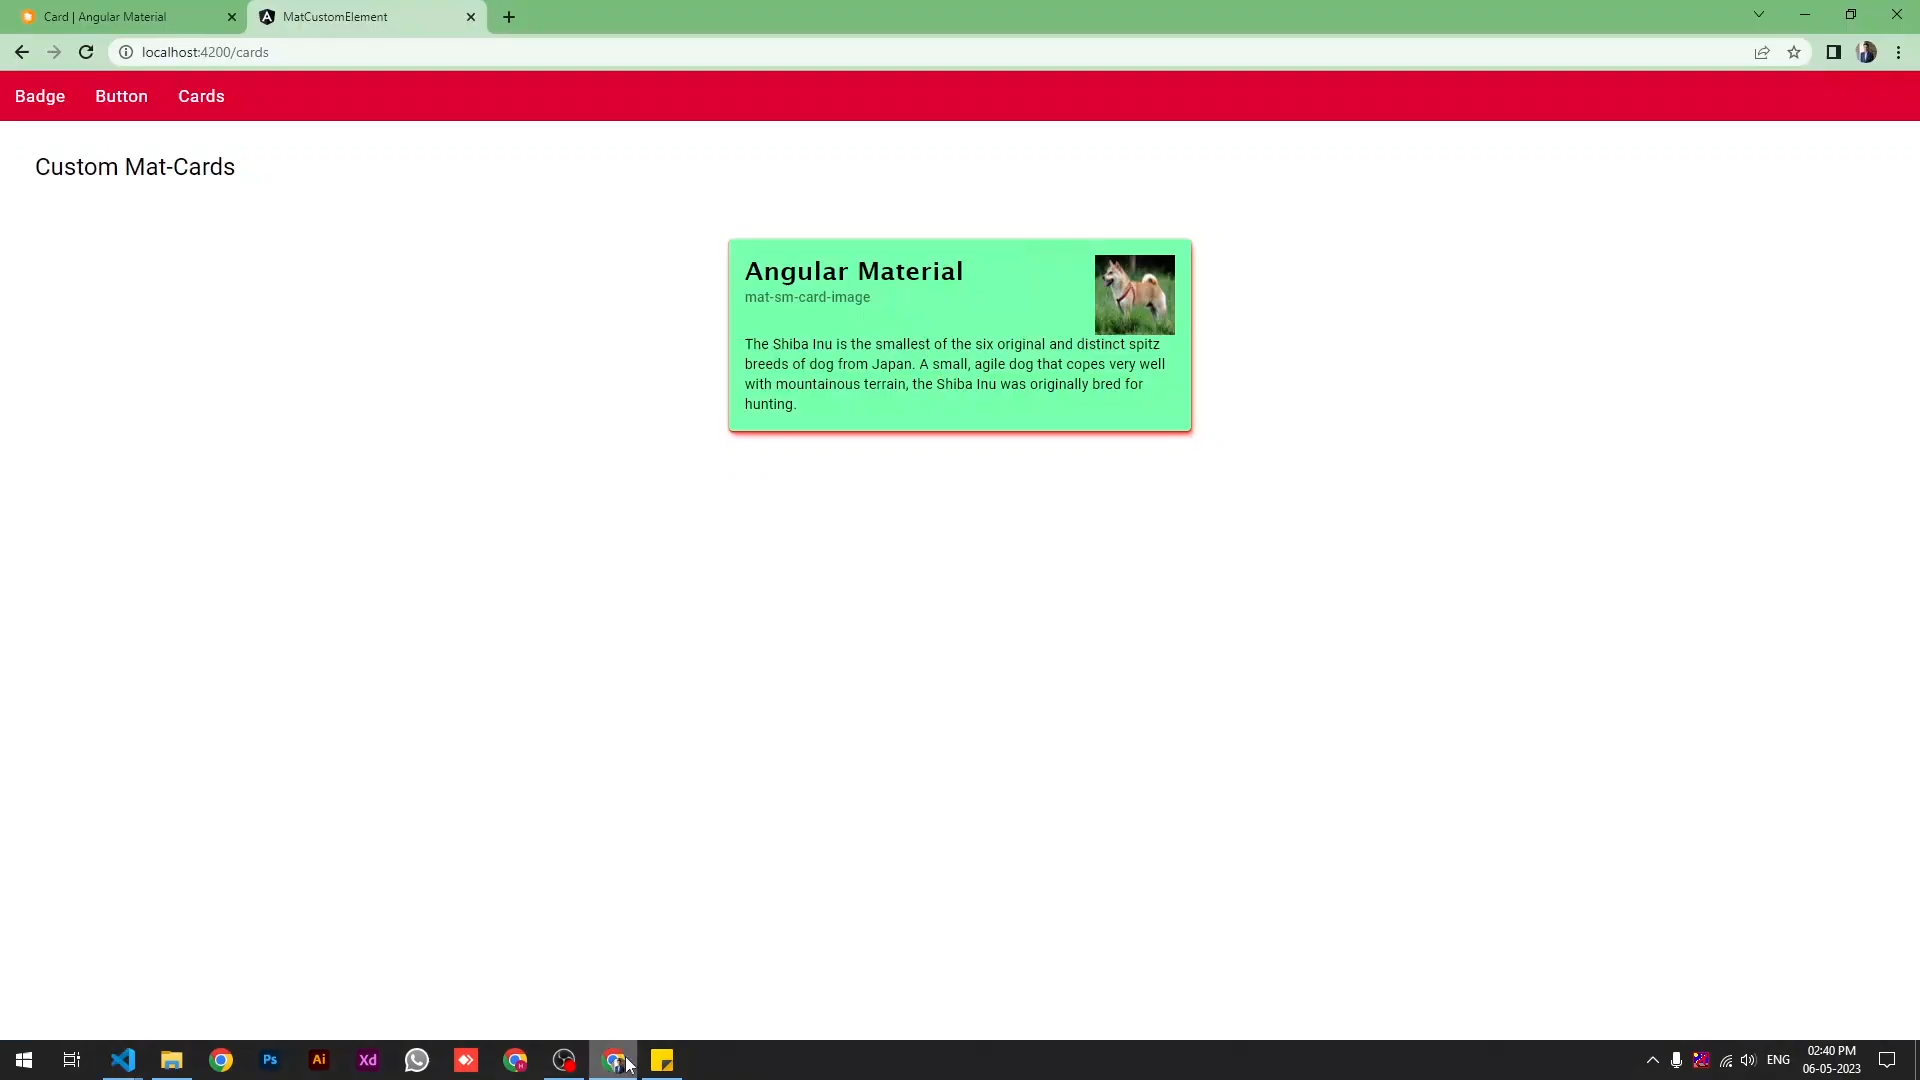 Card | Angular Material
MatCustomElement
localhost:4200/cards
Badge
Button
Cards
Custom Mat-Cards
Angular Material
mat-sm-card-image
The Shiba Inu is the smallest of the six original and distinct spitz
breeds of dog from Japan. A small, agile dog that copes very well
with mountainous terrain, the Shiba Inu was originally bred for
hunting.
Ps
Ai
Xd
ENG
02:40 PM
06-05-2023